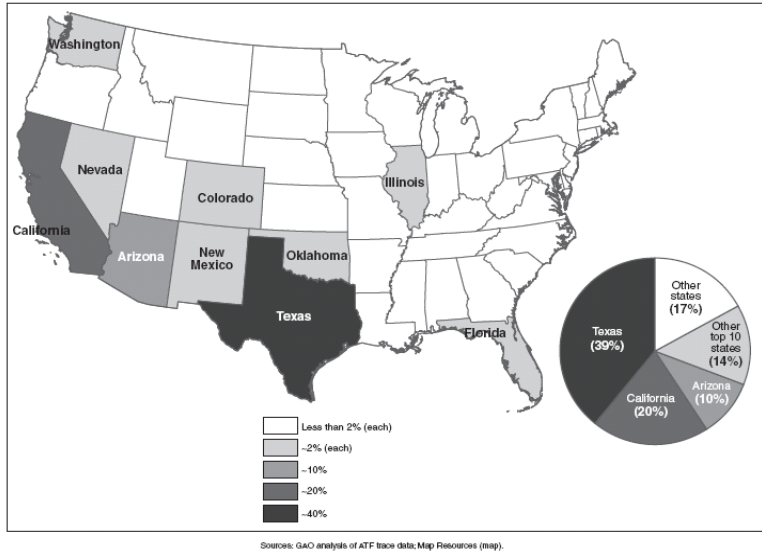 Washington
Nevada
Colorado
Illinois
California
Arizona
New
Mexico
Oklahoma
Texas
Florida
Other
states
(17%)
Texas
(39%)
Other
top 10
states
(14%)
Arizona
(10%)
California
(20%)
Less than 2% (each)
~2% (each)
~10%
~20%
~40%
Sources: GAO analysis of ATF trace data; Map Resources (map).